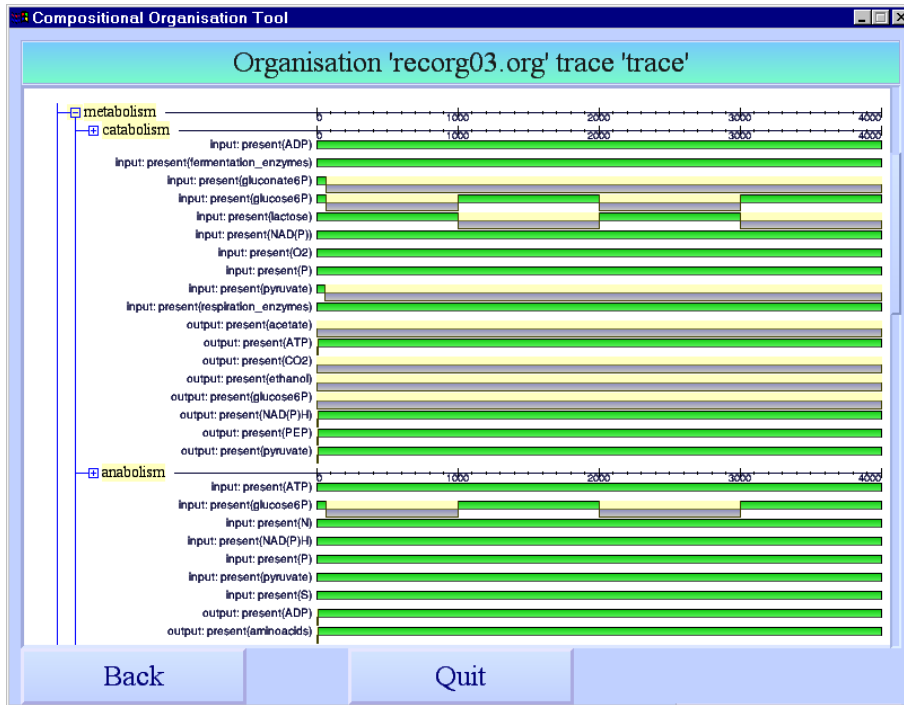 Compositional Organisation Tool
Organisation 'recorg03.org' trace 'trace'
metabolism 0 1000 2000 3000 4000
catabolism 0 1000 2000 3000 4000
input: present(ADP)
input: present(fermentation_enzymes)
input: present(gluconate6P)
input: present(glucose6P)
input: present(lactose)
input: present(NAD(P))
input: present(O2)
input: present(P)
input: present(pyruvate)
input: present(respiration_enzymes)
output: present(acetate)
output: present(ATP)
output: present(CO2)
output: present(ethanol)
output: present(glucose6P)
output: present(NAD(P)H)
output: present(PEP)
output: present(pyruvate)
anabolism 0 1000 2000 3000 4000
input: present(ATP)
input: present(glucose6P)
input: present(N)
input: present(NAD(P)H)
input: present(P)
input: present(pyruvate)
input: present(S)
output: present(ADP)
output: present(aminoacids)
Back Quit